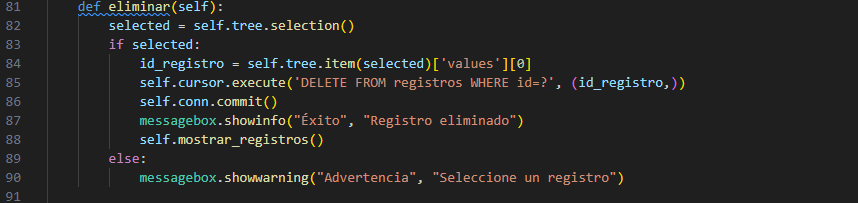 81 def eliminar(self):
82 selected = self.tree.selection()
83 if selected:
84 id_registro = self.tree.item(selected)['values'][0]
85 self.cursor.execute('DELETE FROM registros WHERE id=?', (id_registro,))
86 self.conn.commit()
87 messagebox.showinfo("Éxito", "Registro eliminado")
88 self.mostrar_registros()
89 else:
90 messagebox.showwarning("Advertencia", "Seleccione un registro")
91